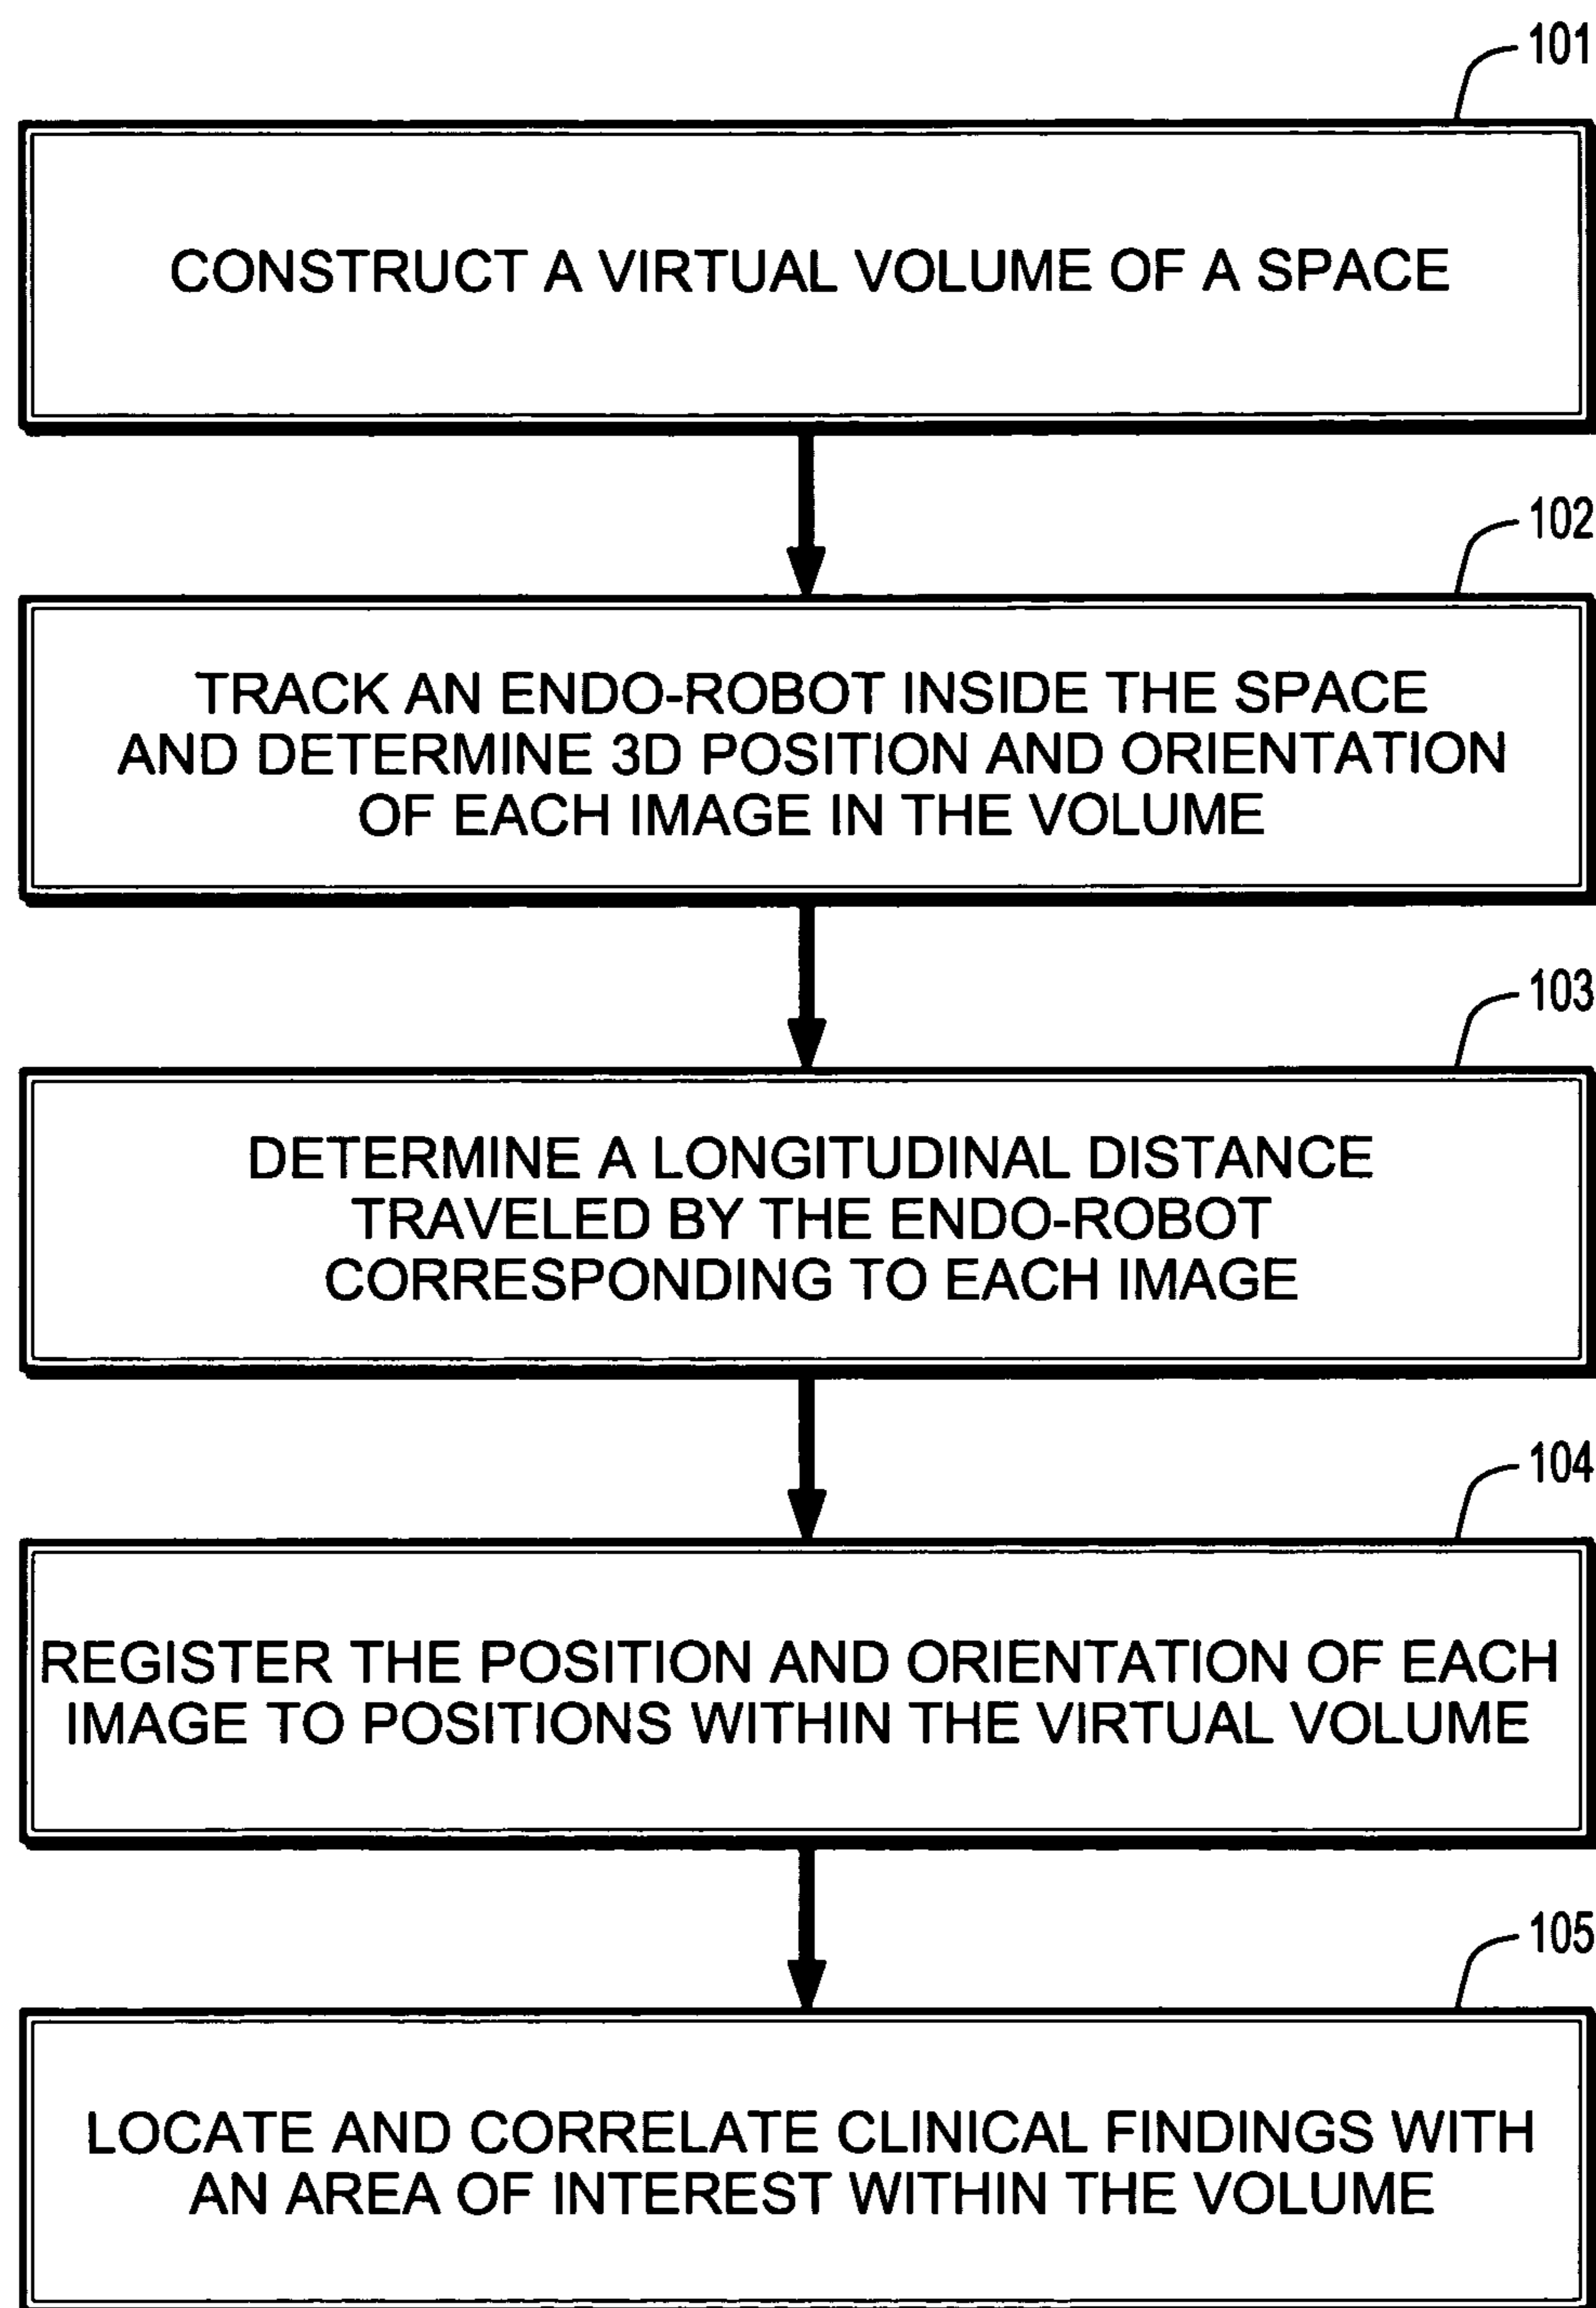 101
CONSTRUCT A VIRTUAL VOLUME OF A SPACE
102
TRACK AN ENDO-ROBOT INSIDE THE SPACE
AND DETERMINE 3D POSITION AND ORIENTATION
OF EACH IMAGE IN THE VOLUME
103
DETERMINE A LONGITUDINAL DISTANCE
TRAVELED BY THE ENDO-ROBOT
CORRESPONDING TO EACH IMAGE
104
REGISTER THE POSITION AND ORIENTATION OF EACH
IMAGE TO POSITIONS WITHIN THE VIRTUAL VOLUME
105
LOCATE AND CORRELATE CLINICAL FINDINGS WITH
AN AREA OF INTEREST WITHIN THE VOLUME